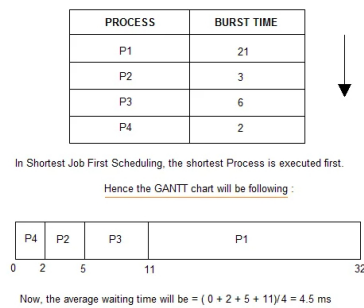 PROCESS BURST TIME
P1 21
P2 3
P3 6
P4 2
In Shortest Job First Scheduling, the shortest Process is executed first.
Hence the GANTT chart will be following :
P4 P2 P3 P1
0 2 5 11 32
Now, the average waiting time will be = ( 0 + 2 + 5 + 11)/4 = 4.5 ms